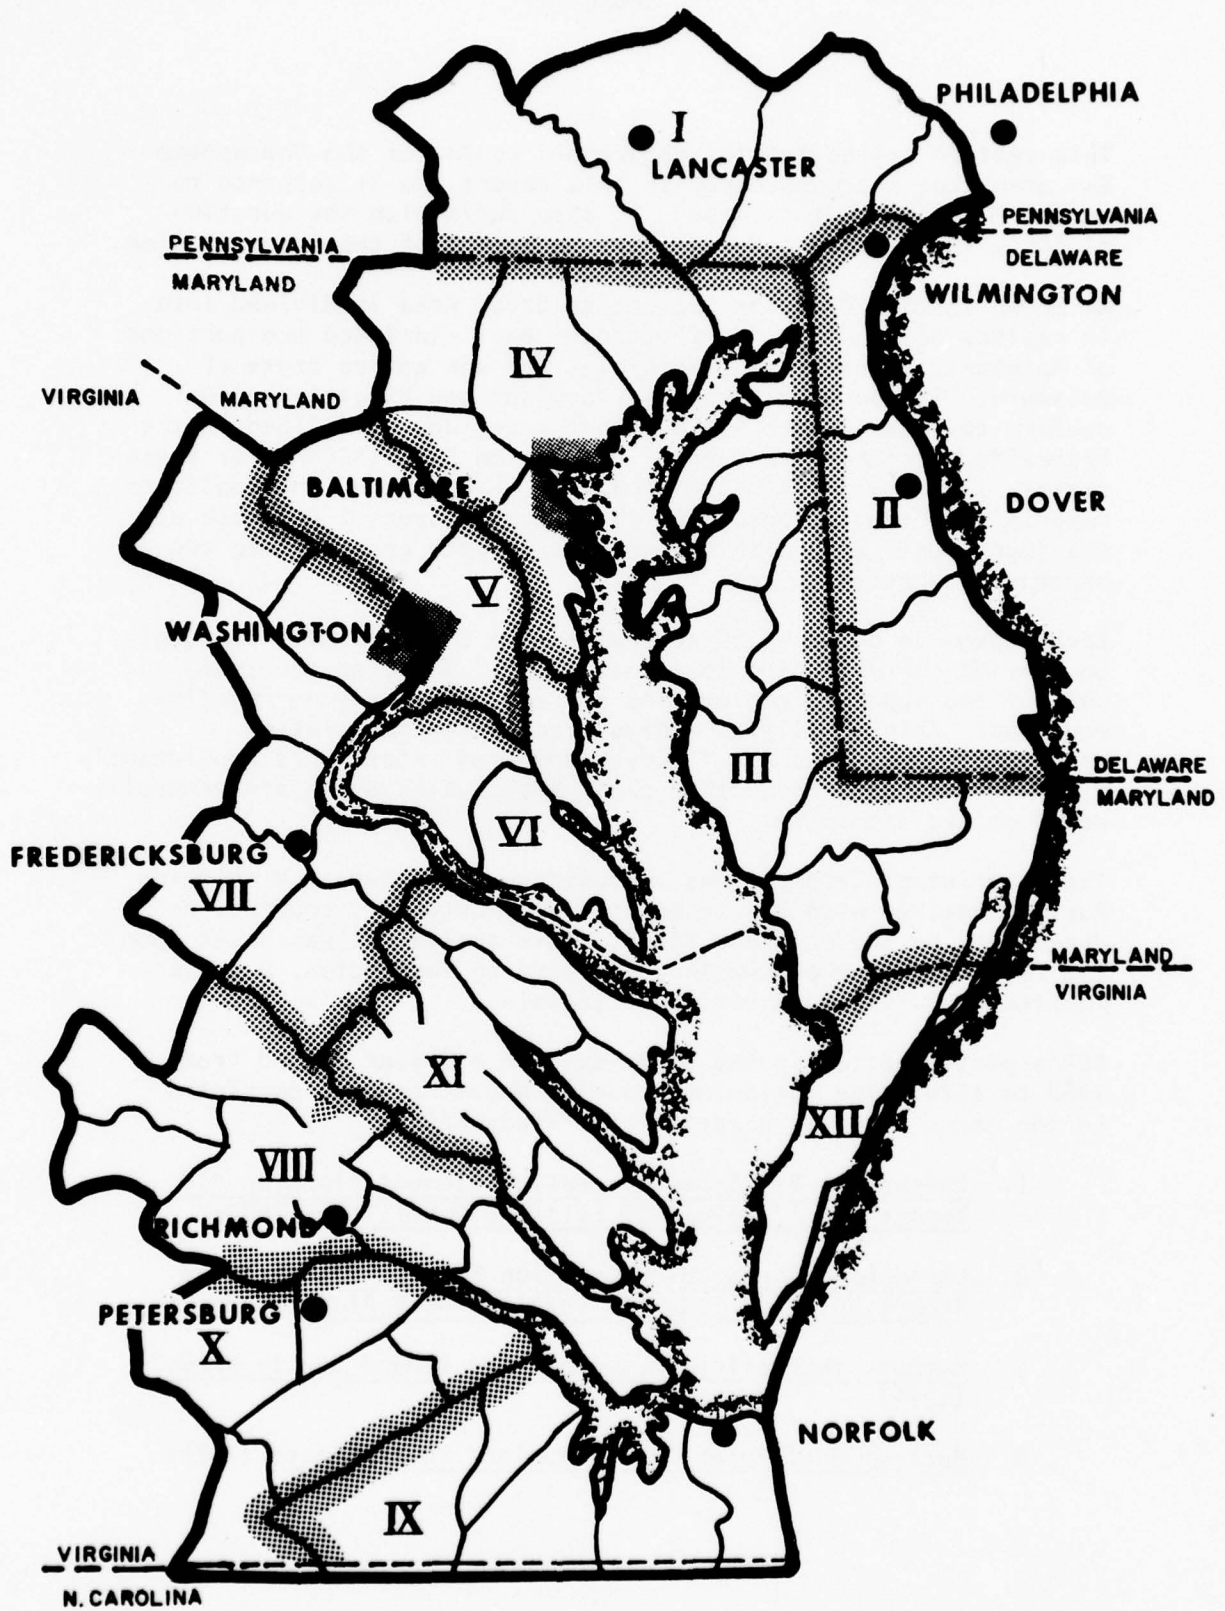 PHILADELPHIA
I
LANCASTER
PENNSYLVANIA
DELAWARE
PENNSYLVANIA
MARYLAND
WILMINGTON
IV
VIRGINIA
MARYLAND
BALTIMORE
II
DOVER
V
WASHINGTON
III
DELAWARE
MARYLAND
VI
FREDERICKSBURG
VII
MARYLAND
VIRGINIA
XI
XII
VIII
RICHMOND
PETERSBURG
X
NORFOLK
IX
VIRGINIA
N. CAROLINA